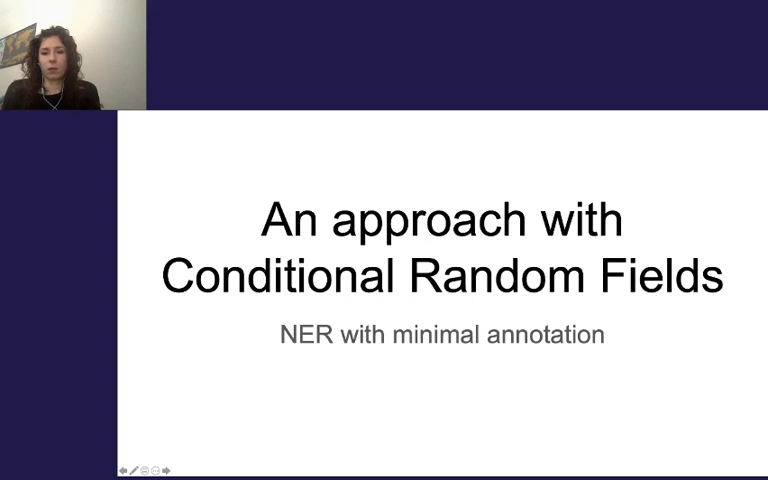 An approach with
Conditional Random Fields
NER with minimal annotation